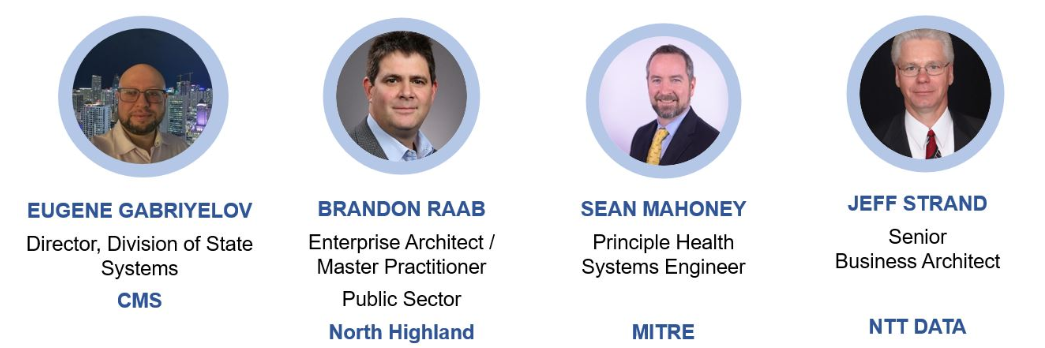 EUGENE GABRIYELOV
Director, Division of State
Systems
CMS
BRANDON RAAB
Enterprise Architect /
Master Practitioner
Public Sector
North Highland
SEAN MAHONEY
Principle Health
Systems Engineer
MITRE
JEFF STRAND
Senior
Business Architect
NTT DATA